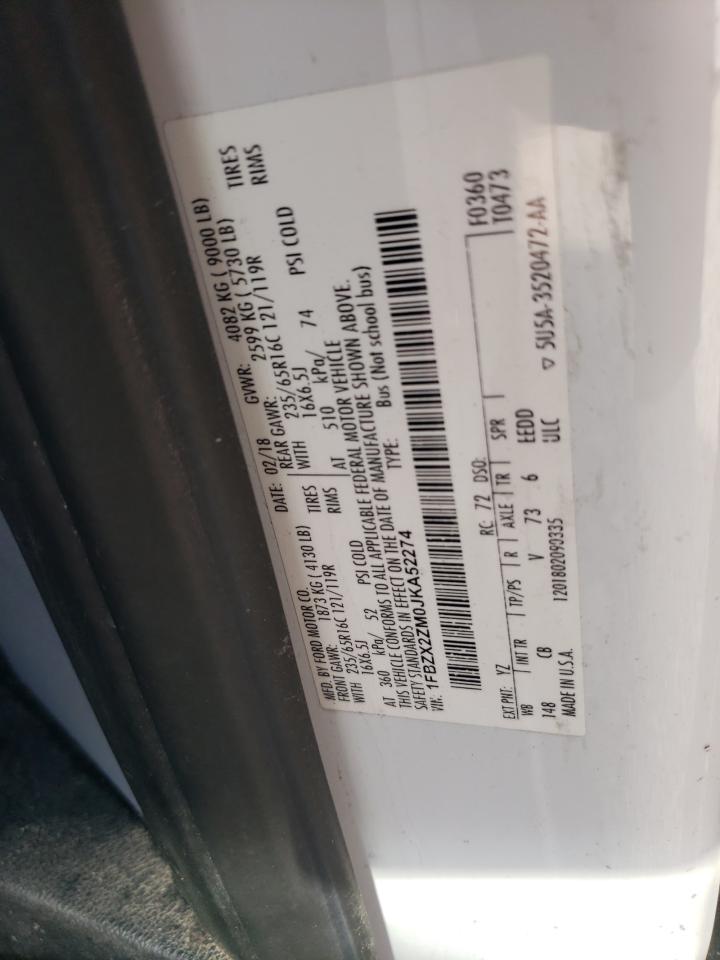 MFD. BY FORD MOTOR CO.
DATE: 02/18 GVWR: 4082 KG ( 9000 LB)
FRONT GAWR: 1873 KG ( 4130 LB) REAR GAWR: 2599 KG ( 5730 LB)
WITH 235/65R16C 121/119R TIRES WITH 235/65R16C 121/119R TIRES
16X6.5J RIMS 16X6.5J RIMS
AT 360 kPa/ 52 PSI COLD AT 510 kPa/ 74 PSI COLD
THIS VEHICLE CONFORMS TO ALL APPLICABLE FEDERAL MOTOR VEHICLE
SAFETY STANDARDS IN EFFECT ON THE DATE OF MANUFACTURE SHOWN ABOVE.
VIN: 1FBZX2ZM0JKA52274 TYPE: Bus (Not school bus)
EXT PNT: YZ RC: 72 DSO: F0360
WB INT TR TP/PS R AXLE TR SPR T0473
148 CB V 73 6 EEDD
MADE IN U.S.A. 1201802090335 ULC ▽ 5U5A-3520472-AA